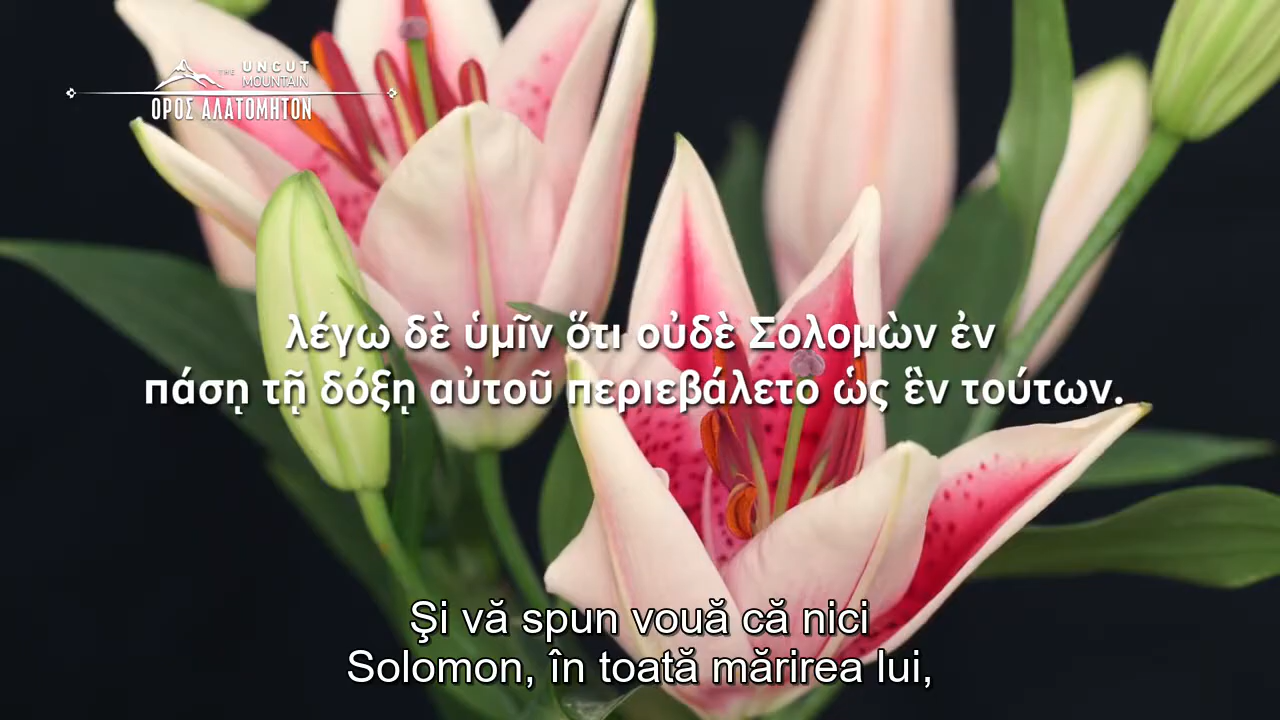 THE UNCUT
MOUNTAIN
ΟΡΟΣ ΑΛΑΤΟΜΗΤΟΝ
λέγω δὲ ὑμῖν ὅτι οὐδὲ Σολομὼν ἐν
πάσῃ τῇ δόξῃ αὐτοῦ περιεβάλετο ὡς ἓν τούτων.
Şi vă spun vouă că nici
Solomon, în toată mărirea lui,